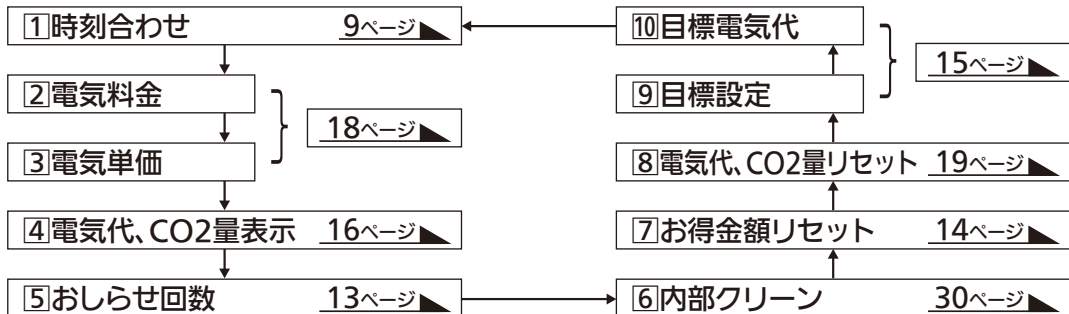 1時刻合わせ 9ページ
2電気料金
3電気単価
18ページ
4電気代、CO2量表示 16ページ
5おしらせ回数 13ページ
6内部クリーン 30ページ
7お得金額リセット 14ページ
8電気代、CO2量リセット 19ページ
9目標設定
10目標電気代
15ページ